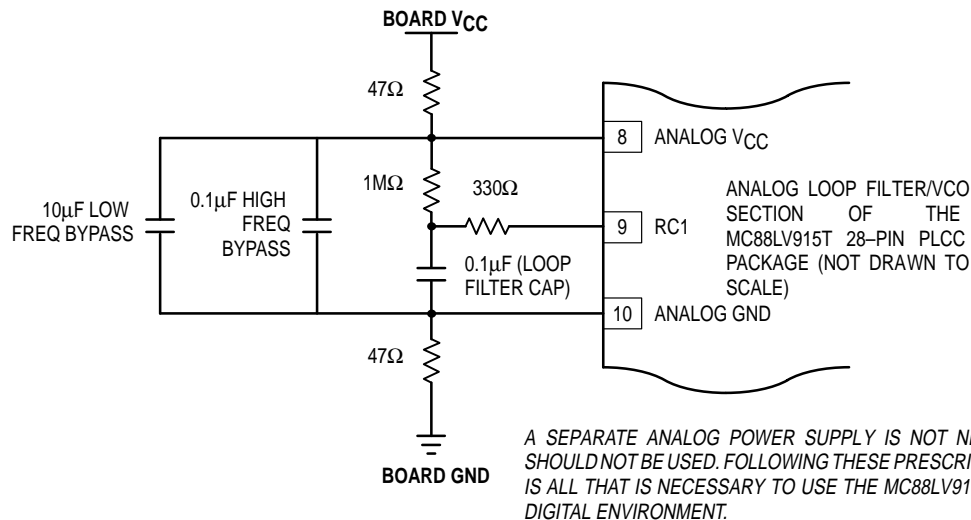 BOARD VCC
47Ω
8 ANALOG VCC
1MΩ
330Ω
10µF LOW
FREQ BYPASS
0.1µF HIGH
FREQ
BYPASS
9 RC1
ANALOG LOOP FILTER/VCO
SECTION OF THE
MC88LV915T 28–PIN PLCC
PACKAGE (NOT DRAWN TO
SCALE)
0.1µF (LOOP
FILTER CAP)
10 ANALOG GND
47Ω
BOARD GND
A SEPARATE ANALOG POWER SUPPLY IS NOT
SHOULD NOT BE USED. FOLLOWING THESE
IS ALL THAT IS NECESSARY TO USE THE
DIGITAL ENVIRONMENT.